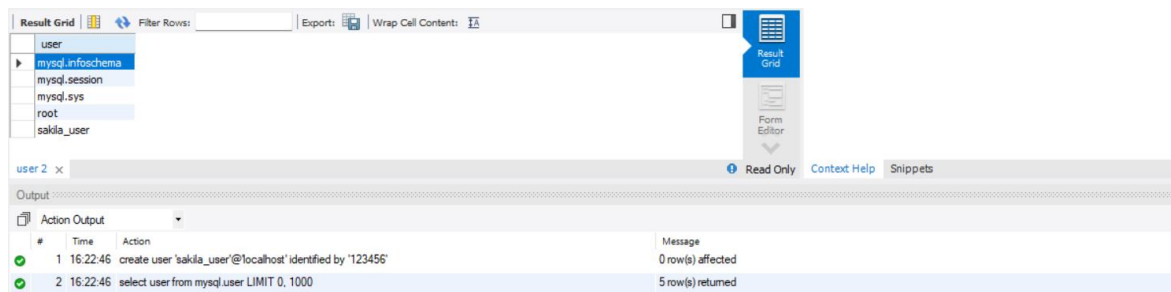 Result Grid Filter Rows: Export: Wrap Cell Content:
user
mysql.infoschema
mysql.session
mysql.sys
root
sakila_user
Result
Grid
Form
Editor
user 2 × Read Only Context Help Snippets
Output
Action Output
# Time Action Message
1 16:22:46 create user 'sakila_user'@'localhost' identified by '123456' 0 row(s) affected
2 16:22:46 select user from mysql.user LIMIT 0, 1000 5 row(s) returned